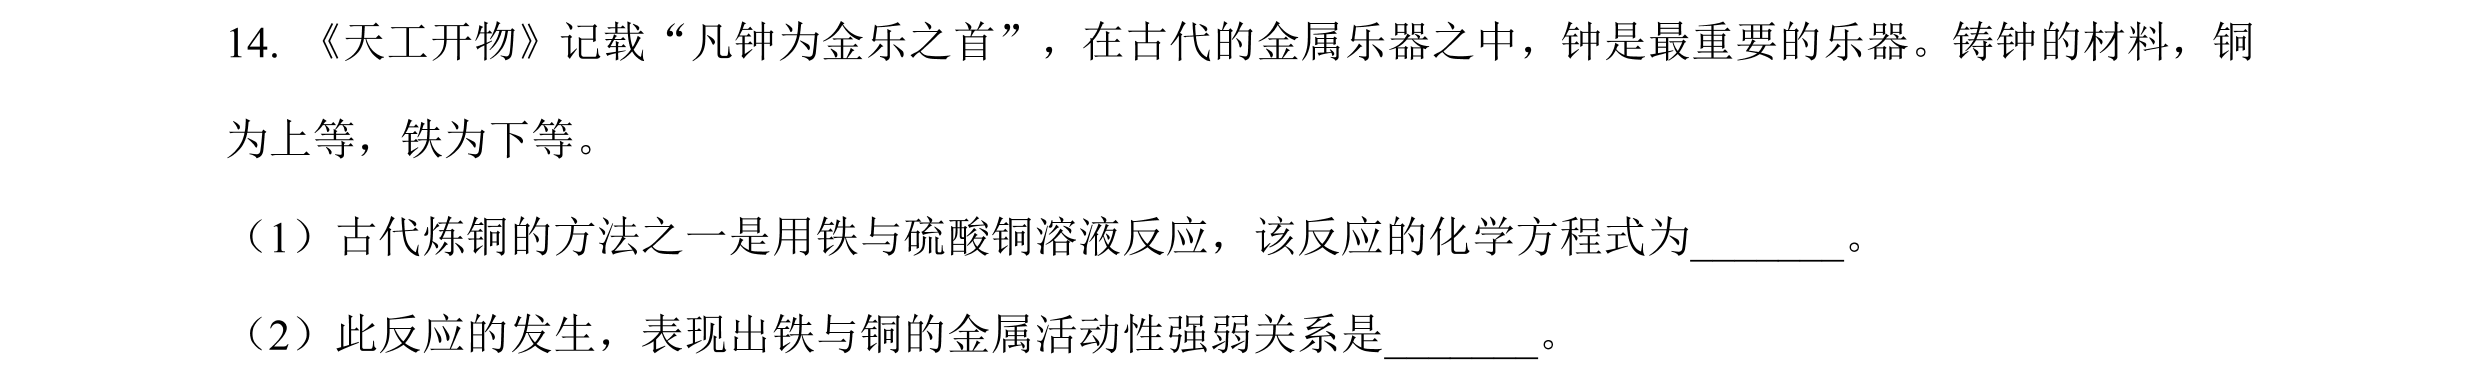 14. 《天工开物》记载“凡钟为金乐之首”，在古代的金属乐器之中，钟是最重要的乐器。铸钟的材料，铜
为上等，铁为下等。
（1）古代炼铜的方法之一是用铁与硫酸铜溶液反应，该反应的化学方程式为_______。
（2）此反应的发生，表现出铁与铜的金属活动性强弱关系是_______。